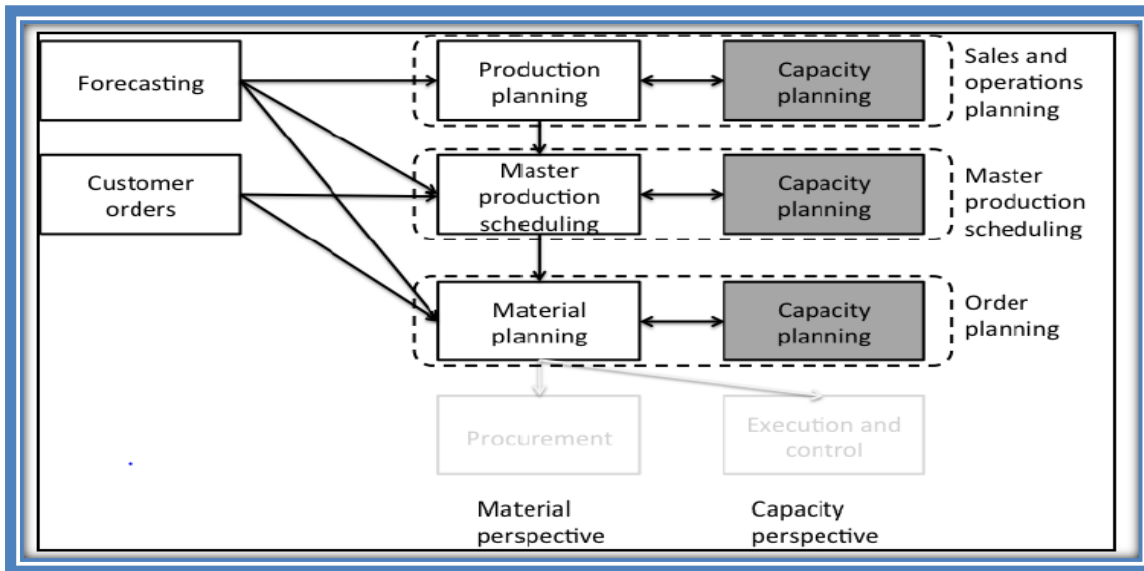 Forecasting
Production
planning
Capacity
planning
Sales and
operations
planning
Customer
orders
Master
production
scheduling
Capacity
planning
Master
production
scheduling
Material
planning
Capacity
planning
Order
planning
Procurement
Execution and
control
Material
perspective
Capacity
perspective